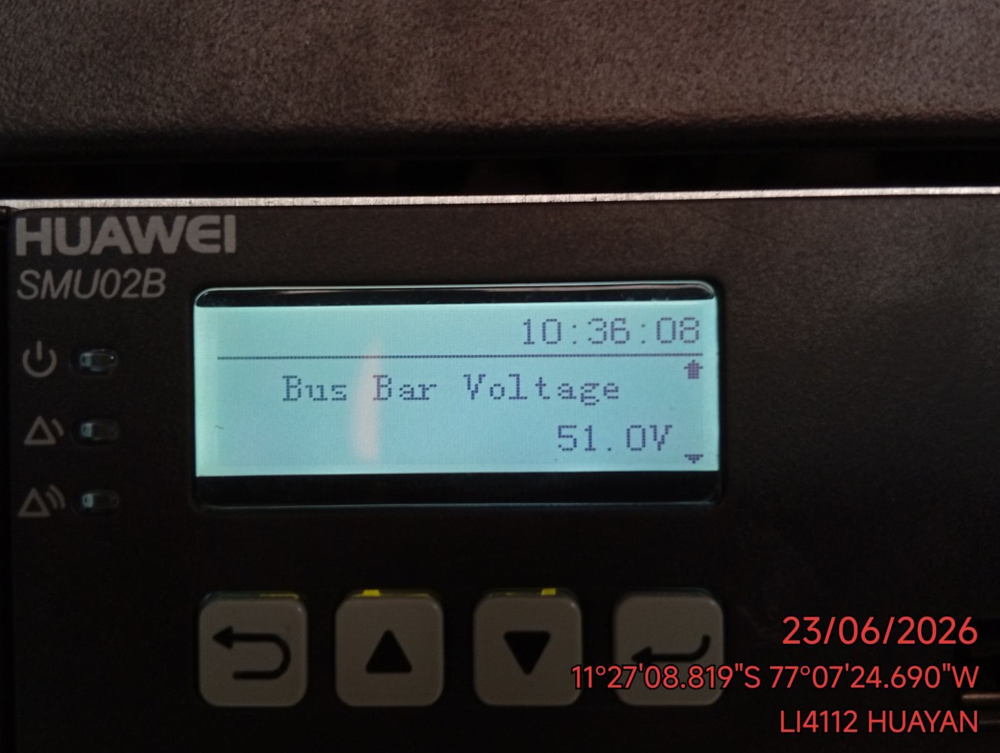 HUAWEI
SMU02B
10:36:08
Bus Bar Voltage
51.0V
23/06/2026
11°27'08.819"S 77°07'24.690"W
LI4112 HUAYAN